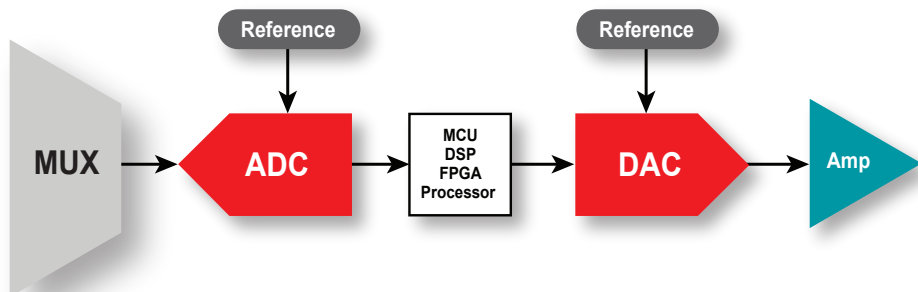 Reference
Reference
MUX
ADC
MCU
DSP
FPGA
Processor
DAC
Amp